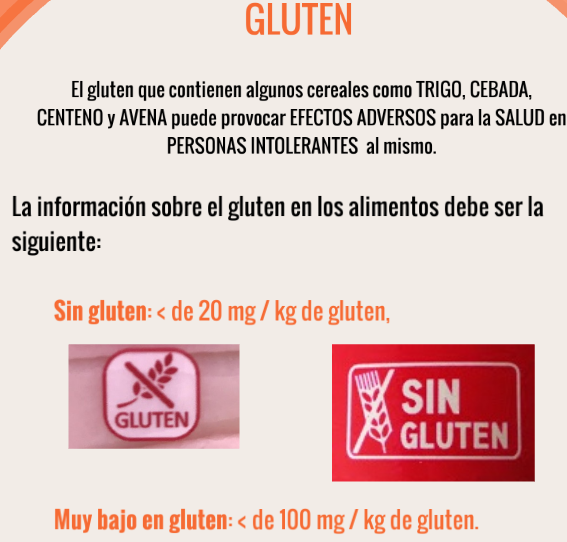 GLUTEN
El gluten que contienen algunos cereales como TRIGO, CEBADA,
CENTENO y AVENA puede provocar EFECTOS ADVERSOS para la SALUD en
PERSONAS INTOLERANTES al mismo.
La información sobre el gluten en los alimentos debe ser la
siguiente:
Sin gluten: < de 20 mg / kg de gluten,
GLUTEN
SIN
GLUTEN
Muy bajo en gluten: < de 100 mg / kg de gluten.